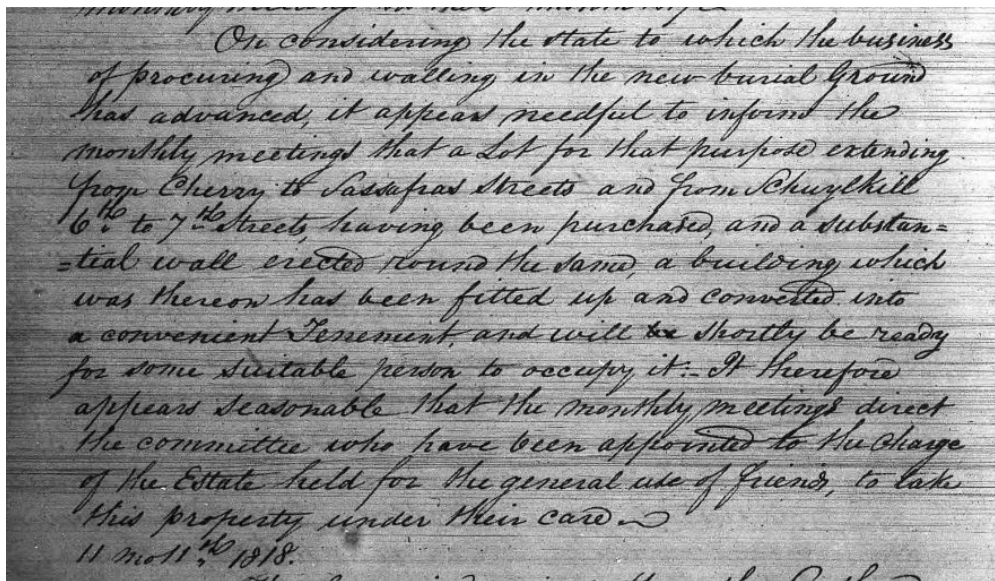 On considering the state to which the business
of procuring and walling in the new burial Ground
has advanced, it appears needful to inform the
monthly meetings that a Lot for that purpose extending
from Cherry to Sassafras Streets and from Schuylkill
6th. to 7th Streets, having been purchased, and a substan=
=tial wall erected round the same, a building which
was thereon has been fitted up and converted into
a convenient Tenement, and will be shortly be ready
for some suitable person to occupy it:- It therefore
appears seasonable that the monthly meetings direct
the committee who have been appointed to the charge
of the Estate held for the general use of friends, to take
this property under their care.
11 mo 11th. 1818.